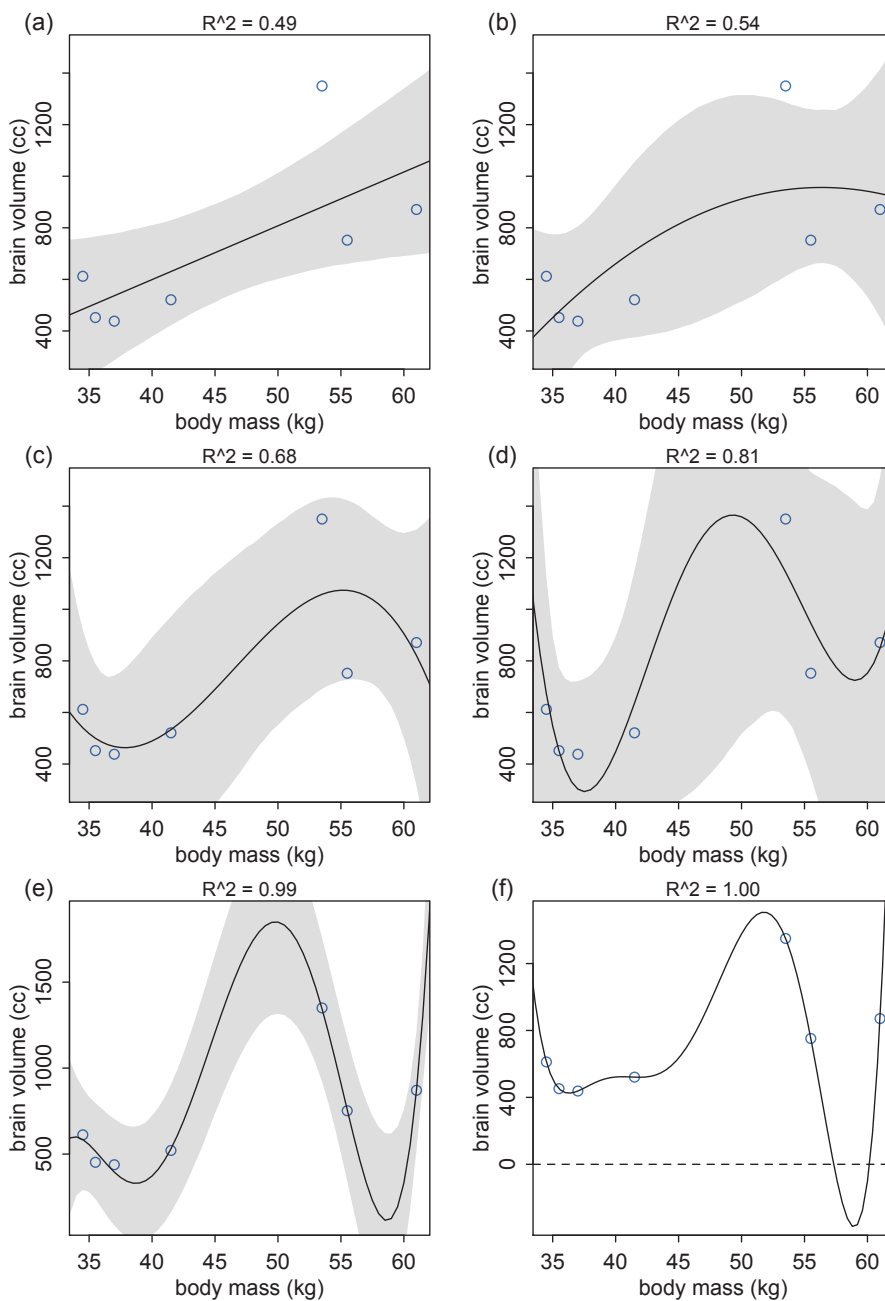 (a) R^2 = 0.49
brain volume (cc)
1200
800
400
35 40 45 50 55 60
body mass (kg)
(b) R^2 = 0.54
brain volume (cc)
1200
800
400
35 40 45 50 55 60
body mass (kg)
(c) R^2 = 0.68
brain volume (cc)
1200
800
400
35 40 45 50 55 60
body mass (kg)
(d) R^2 = 0.81
brain volume (cc)
1200
800
400
35 40 45 50 55 60
body mass (kg)
(e) R^2 = 0.99
brain volume (cc)
1500
1000
500
35 40 45 50 55 60
body mass (kg)
(f) R^2 = 1.00
brain volume (cc)
1200
800
400
0
35 40 45 50 55 60
body mass (kg)